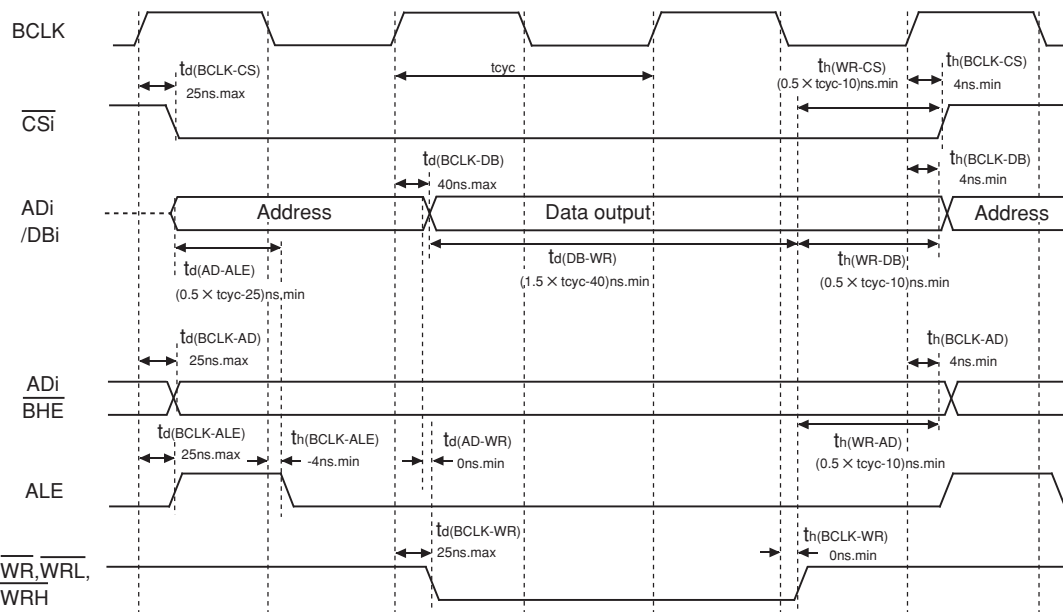 BCLK
td(BCLK-CS)
25ns.max
tcyc
th(WR-CS)
(0.5 × tcyc-10)ns.min
th(BCLK-CS)
4ns.min
CSi
td(BCLK-DB)
40ns.max
th(BCLK-DB)
4ns.min
ADi
/DBi
Address
Data output
Address
td(AD-ALE)
(0.5 × tcyc-25)ns.min
td(DB-WR)
(1.5 × tcyc-40)ns.min
th(WR-DB)
(0.5 × tcyc-10)ns.min
td(BCLK-AD)
25ns.max
th(BCLK-AD)
4ns.min
ADi
BHE
td(BCLK-ALE)
25ns.max
th(BCLK-ALE)
-4ns.min
td(AD-WR)
0ns.min
th(WR-AD)
(0.5 × tcyc-10)ns.min
ALE
td(BCLK-WR)
25ns.max
th(BCLK-WR)
0ns.min
WR,WRL,
WRH